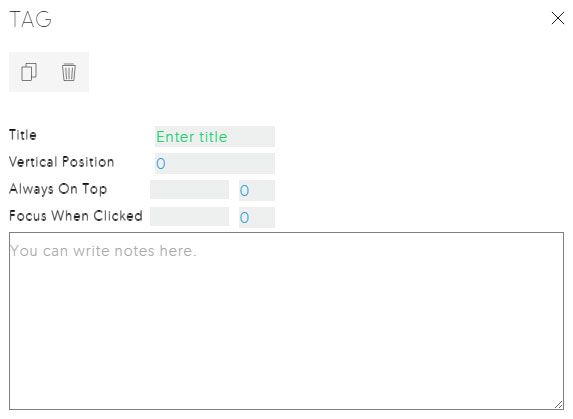 TAG
Title Enter title
Vertical Position 0
Always On Top 0
Focus When Clicked 0
You can write notes here.